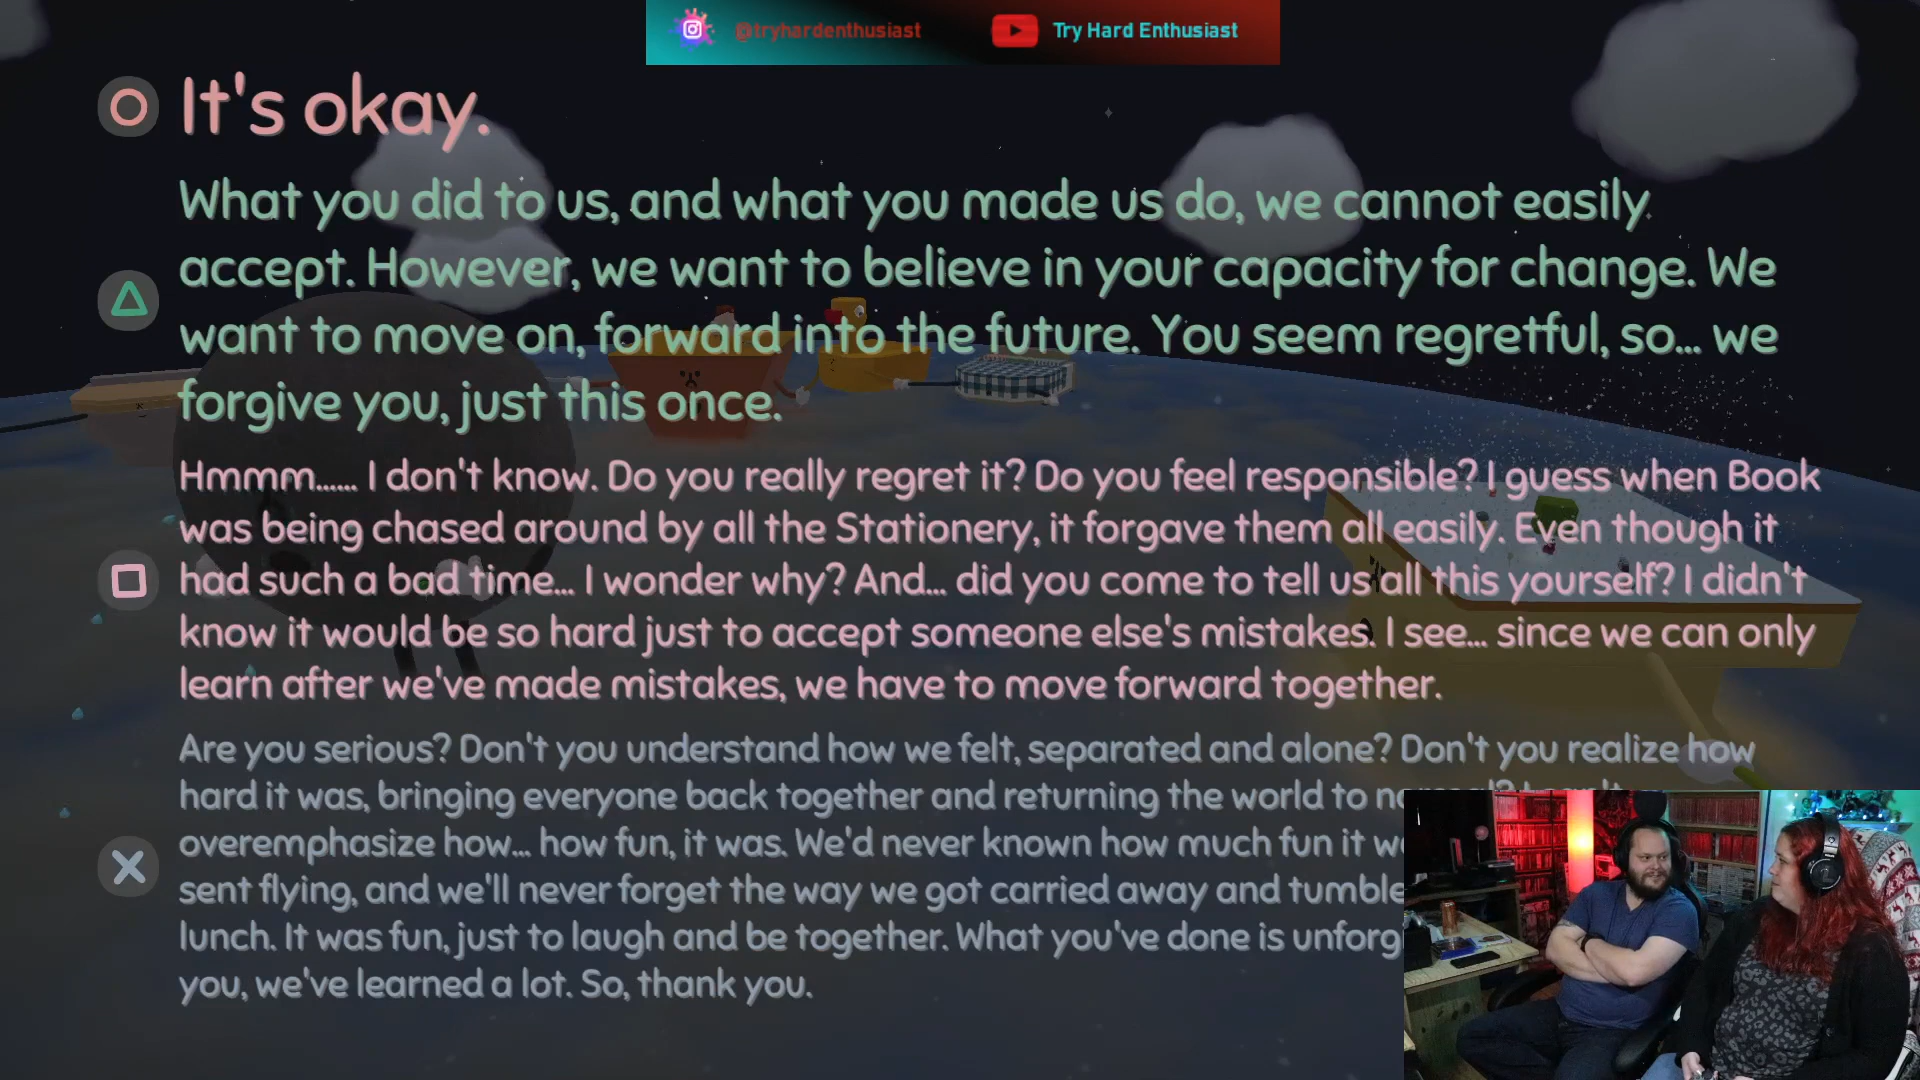 @tryhardenthusiast
Try Hard Enthusiast
It's okay.
What you did to us, and what you made us do, we cannot easily
accept. However, we want to believe in your capacity for change. We
want to move on, forward into the future. You seem regretful, so... we
forgive you, just this once.
Hmmm...... I don't know. Do you really regret it? Do you feel responsible? I guess when Book
was being chased around by all the Stationery, it forgave them all easily. Even though it
had such a bad time... I wonder why? And... did you come to tell us all this yourself? I didn't
know it would be so hard just to accept someone else's mistakes. I see... since we can only
learn after we've made mistakes, we have to move forward together.
Are you serious? Don't you understand how we felt, separated and alone? Don't you realize how
hard it was, bringing everyone back together and returning the world to
overemphasize how... how fun, it was. We'd never known how much fun it
sent flying, and we'll never forget the way we got carried away and
lunch. It was fun, just to laugh and be together. What you've done is
you, we've learned a lot. So, thank you.